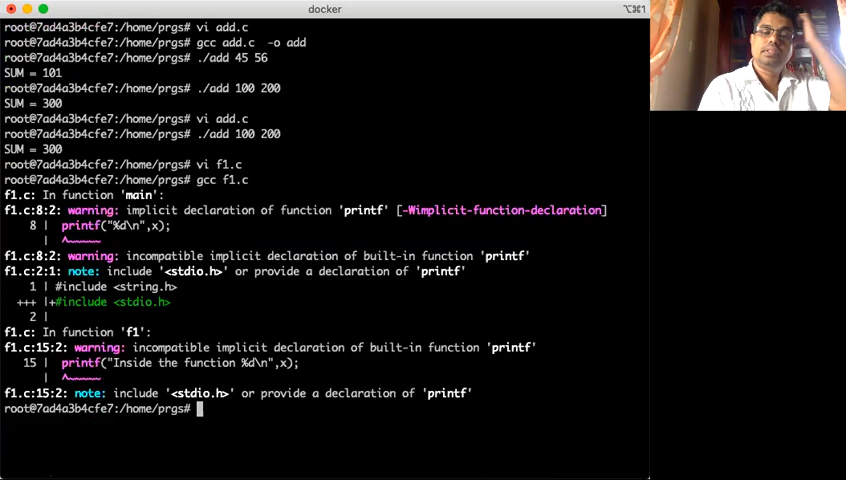 docker
⌥⌘1
root@7ad4a3b4cfe7:/home/prgs# vi add.c
root@7ad4a3b4cfe7:/home/prgs# gcc add.c  -o add
root@7ad4a3b4cfe7:/home/prgs# ./add 45 56
SUM = 101
root@7ad4a3b4cfe7:/home/prgs# ./add 100 200
SUM = 300
root@7ad4a3b4cfe7:/home/prgs# vi add.c
root@7ad4a3b4cfe7:/home/prgs# ./add 100 200
SUM = 300
root@7ad4a3b4cfe7:/home/prgs# vi f1.c
root@7ad4a3b4cfe7:/home/prgs# gcc f1.c
f1.c: In function 'main':
f1.c:8:2: warning: implicit declaration of function 'printf' [-Wimplicit-function-declaration]
    8 |  printf("%d\n",x);
      |  ^~~~~~
f1.c:8:2: warning: incompatible implicit declaration of built-in function 'printf'
f1.c:2:1: note: include '<stdio.h>' or provide a declaration of 'printf'
    1 | #include <string.h>
  +++ |+#include <stdio.h>
    2 |
f1.c: In function 'f1':
f1.c:15:2: warning: incompatible implicit declaration of built-in function 'printf'
   15 |  printf("Inside the function %d\n",x);
      |  ^~~~~~
f1.c:15:2: note: include '<stdio.h>' or provide a declaration of 'printf'
root@7ad4a3b4cfe7:/home/prgs#